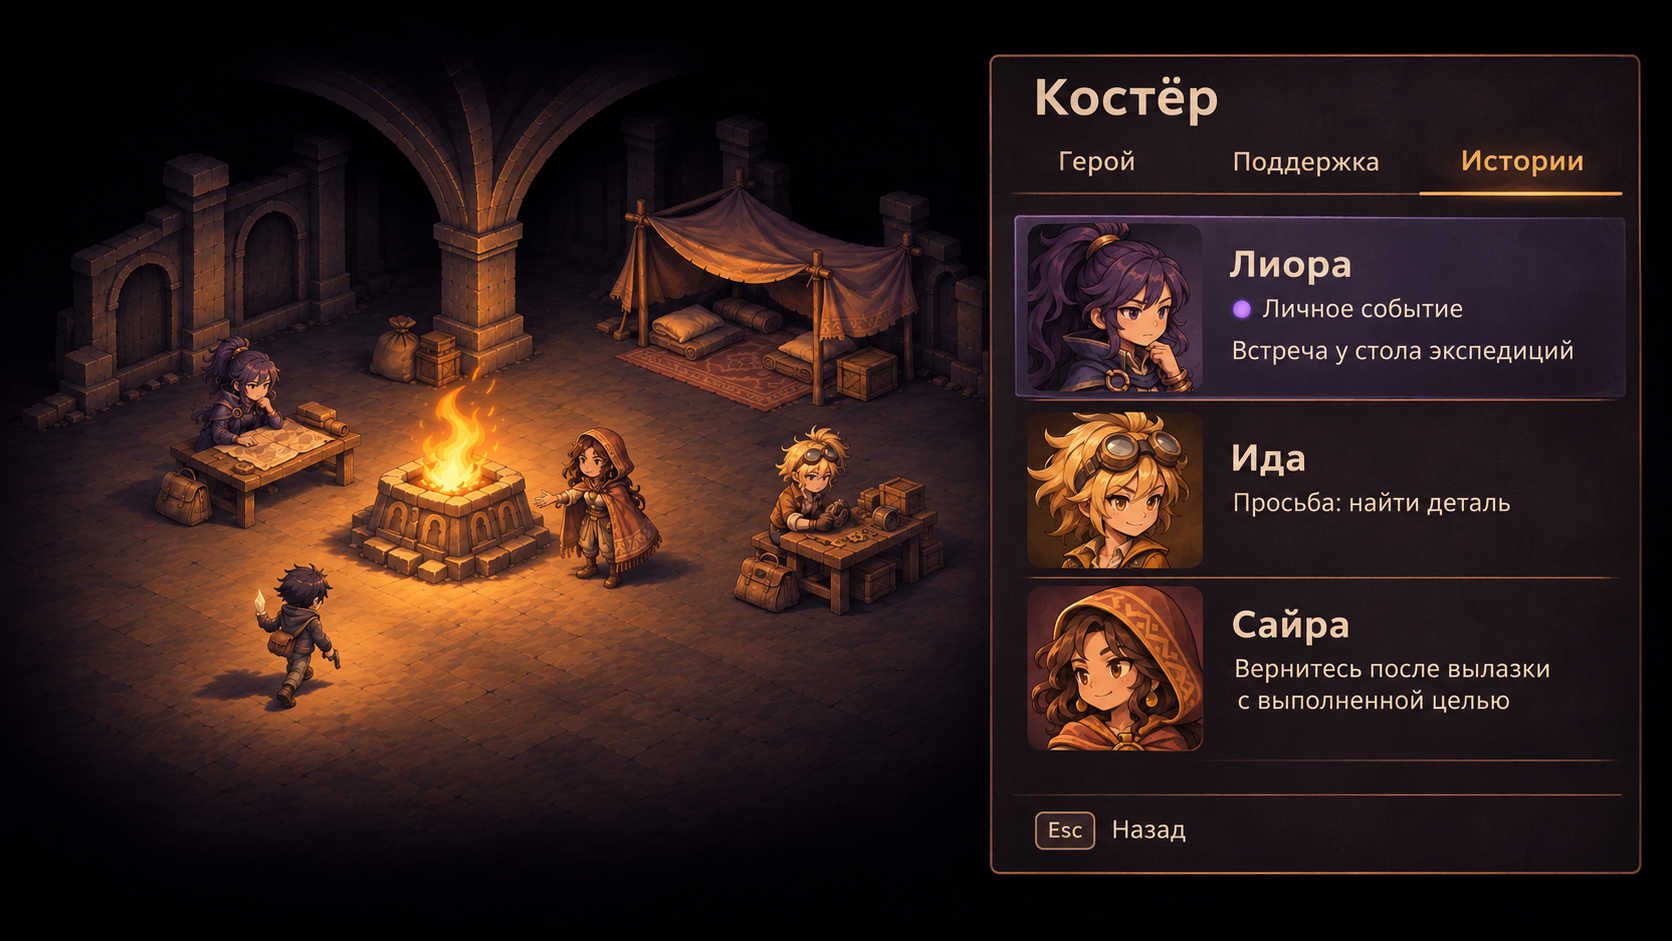 Костёр
Герой
Поддержка
Истории
Лиора
Личное событие
Встреча у стола экспедиций
Ида
Просьба: найти деталь
Сайра
Вернитесь после вылазки
с выполненной целью
Esc Назад